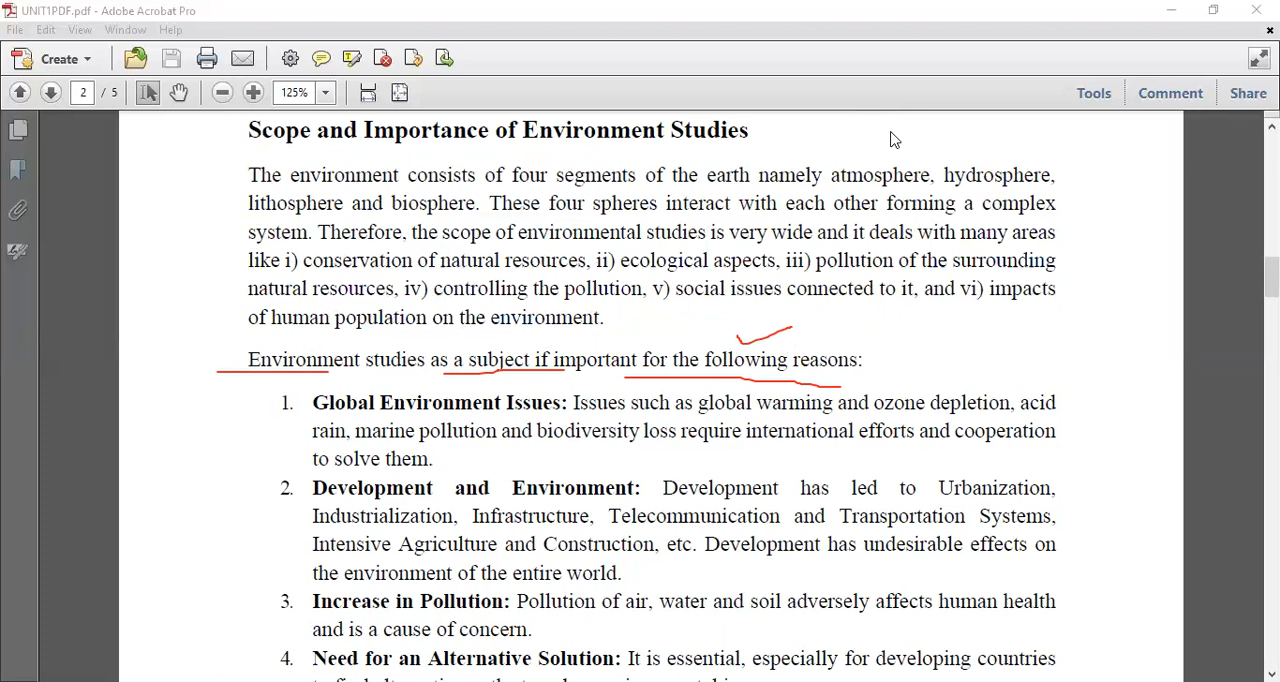 UNIT1PDF.pdf - Adobe Acrobat Pro
File Edit View Window Help
Create
2 / 5 125% Tools Comment Share
Scope and Importance of Environment Studies
The environment consists of four segments of the earth namely atmosphere, hydrosphere,
lithosphere and biosphere. These four spheres interact with each other forming a complex
system. Therefore, the scope of environmental studies is very wide and it deals with many areas
like i) conservation of natural resources, ii) ecological aspects, iii) pollution of the surrounding
natural resources, iv) controlling the pollution, v) social issues connected to it, and vi) impacts
of human population on the environment.
Environment studies as a subject if important for the following reasons:
1. Global Environment Issues: Issues such as global warming and ozone depletion, acid
rain, marine pollution and biodiversity loss require international efforts and cooperation
to solve them.
2. Development and Environment: Development has led to Urbanization,
Industrialization, Infrastructure, Telecommunication and Transportation Systems,
Intensive Agriculture and Construction, etc. Development has undesirable effects on
the environment of the entire world.
3. Increase in Pollution: Pollution of air, water and soil adversely affects human health
and is a cause of concern.
4. Need for an Alternative Solution: It is essential, especially for developing countries